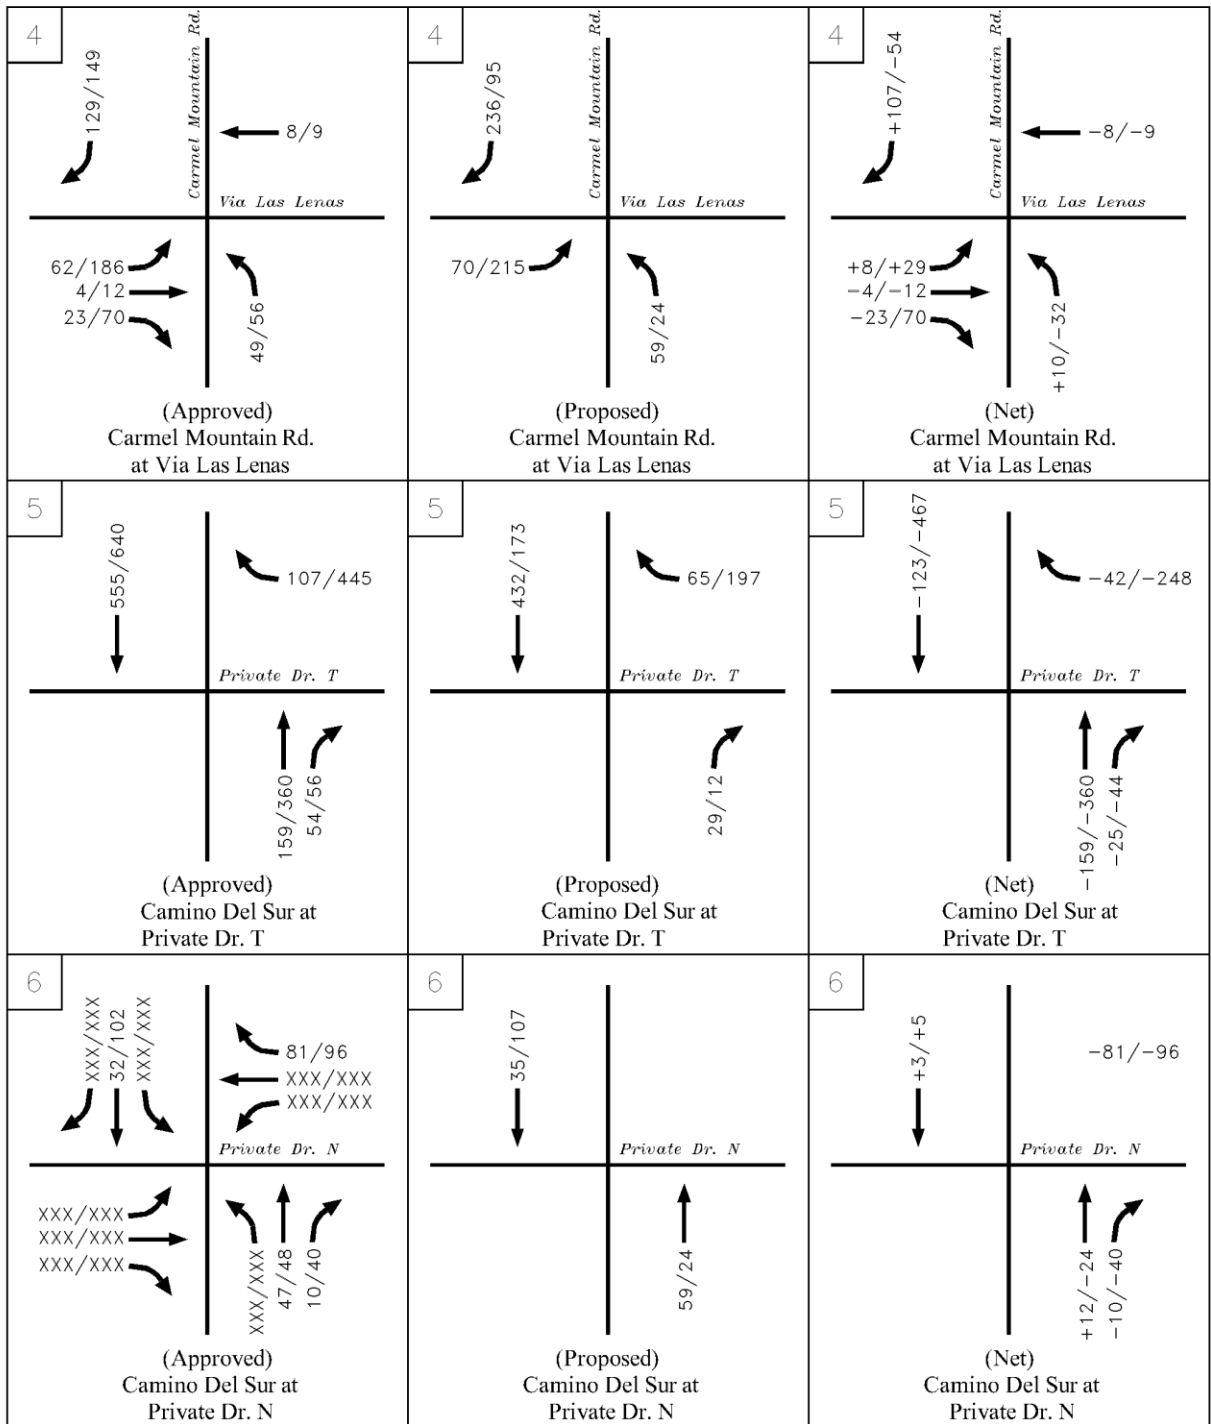 4
129/149
Carmel Mountain Rd.
8/9
Via Las Lenas
62/186
4/12
23/70
49/56
(Approved)
Carmel Mountain Rd.
at Via Las Lenas
4
236/95
Carmel Mountain Rd.
Via Las Lenas
70/215
59/24
(Proposed)
Carmel Mountain Rd.
at Via Las Lenas
4
+107/-54
Carmel Mountain Rd.
-8/-9
Via Las Lenas
+8/+29
-4/-12
-23/70
+10/-32
(Net)
Carmel Mountain Rd.
at Via Las Lenas
5
555/640
107/445
Private Dr. T
159/360
54/56
(Approved)
Camino Del Sur at
Private Dr. T
5
432/173
65/197
Private Dr. T
29/12
(Proposed)
Camino Del Sur at
Private Dr. T
5
-123/-467
-42/-248
Private Dr. T
-159/-360
-25/-44
(Net)
Camino Del Sur at
Private Dr. T
6
XXX/XXX
32/102
XXX/XXX
81/96
XXX/XXX
XXX/XXX
Private Dr. N
XXX/XXX
XXX/XXX
XXX/XXX
XXX/XXX
47/48
10/40
(Approved)
Camino Del Sur at
Private Dr. N
6
35/107
Private Dr. N
59/24
(Proposed)
Camino Del Sur at
Private Dr. N
6
+3/+5
-81/-96
Private Dr. N
+12/-24
-10/-40
(Net)
Camino Del Sur at
Private Dr. N